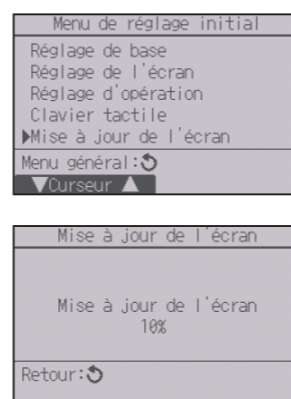 Menu de réglage initial
Réglage de base
Réglage de l'écran
Réglage d'opération
Clavier tactile
▶Mise à jour de l'écran
Menu général:↺
▼Curseur▲
Mise à jour de l'écran
Mise à jour de l'écran
10%
Retour:↺